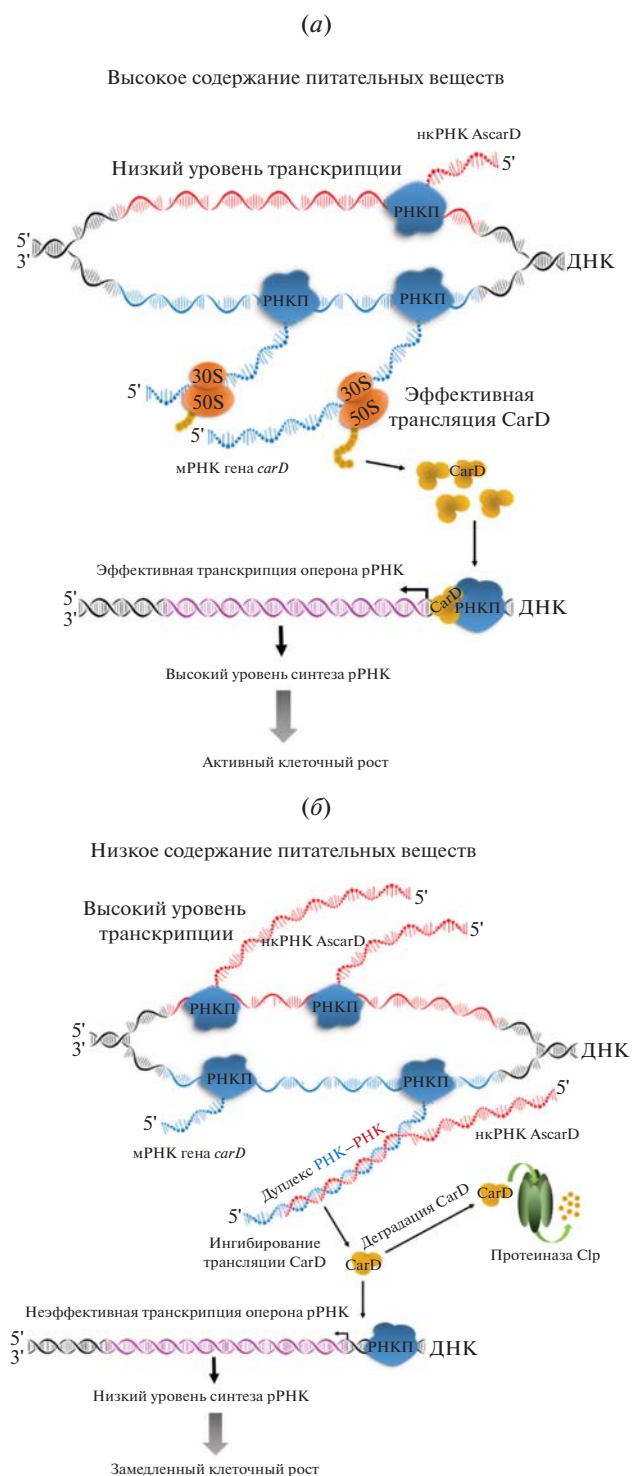 (а)
Высокое содержание питательных веществ
нкРНК AscarD
5'
Низкий уровень транскрипции
РНКП
5'
3'
ДНК
РНКП
РНКП
5'
30S
50S
30S
50S
Эффективная
трансляция CarD
5'
мРНК гена carD
CarD
Эффективная транскрипция оперона рРНК
5'
3'
CarD
РНКП
ДНК
Высокий уровень синтеза рРНК
Активный клеточный рост
(б)
Низкое содержание питательных веществ
Высокий уровень
транскрипции
5'
нкРНК AscarD
5'
РНКП
РНКП
5'
3'
ДНК
РНКП
РНКП
5'
5'
мРНК гена carD
нкРНК AscarD
Дуплекс РНК–РНК
5'
Деградация CarD
CarD
Протеиназа Clp
Ингибирование
трансляции CarD
CarD
Неэффективная транскрипция оперона рРНК
5'
3'
РНКП
ДНК
Низкий уровень синтеза рРНК
Замедленный клеточный рост